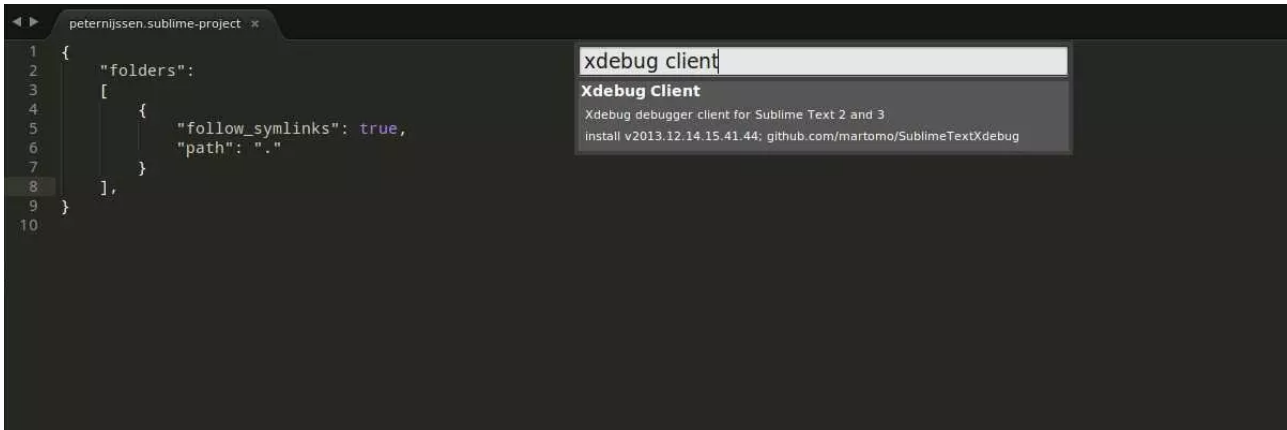 peternijssen.sublime-project ×
1 {
2 "folders":
3 [
4 {
5 "follow_symlinks": true,
6 "path": "."
7 }
8 ],
9 }
10
xdebug client
Xdebug Client
Xdebug debugger client for Sublime Text 2 and 3
install v2013.12.14.15.41.44; github.com/martomo/SublimeTextXdebug